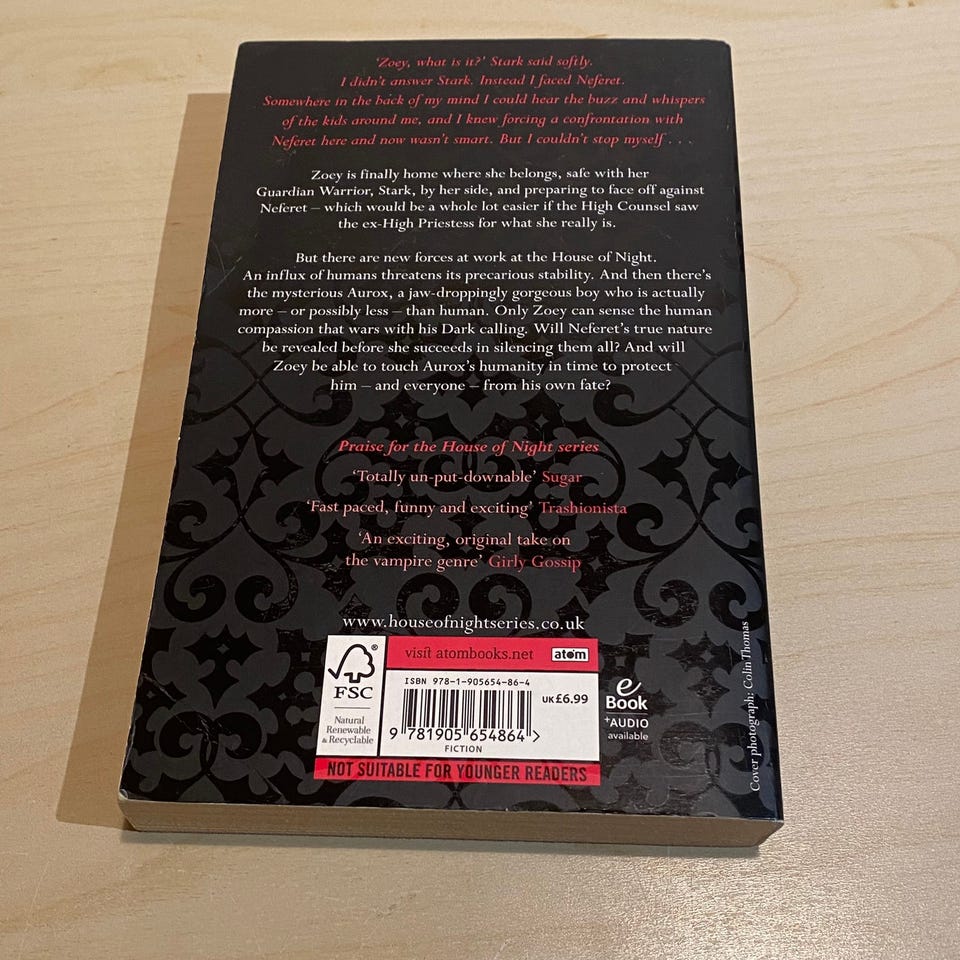 ‘Zoey, what is it?’ Stark said softly.
I didn’t answer Stark. Instead I faced Neferet.
Somewhere in the back of my mind I could hear the buzz and whispers
of the kids around me, and I knew forcing a confrontation with
Neferet here and now wasn’t smart. But I couldn’t stop myself . . .
Zoey is finally home where she belongs, safe with her
Guardian Warrior, Stark, by her side, and preparing to face off against
Neferet – which would be a whole lot easier if the High Counsel saw
the ex-High Priestess for what she really is.
But there are new forces at work at the House of Night.
An influx of humans threatens its precarious stability. And then there’s
the mysterious Aurox, a jaw-droppingly gorgeous boy who is actually
more – or possibly less – than human. Only Zoey can sense the human
compassion that wars with his Dark calling. Will Neferet’s true nature
be revealed before she succeeds in silencing them all? And will
Zoey be able to touch Aurox’s humanity in time to protect
him – and everyone – from his own fate?
Praise for the House of Night series
‘Totally un-put-downable’ Sugar
‘Fast paced, funny and exciting’ Trashionista
‘An exciting, original take on
the vampire genre’ Girly Gossip
www.houseofnightseries.co.uk
visit atombooks.net atom
FSC
®
Natural
Renewable
& Recyclable
ISBN 978-1-905654-86-4
UK £6.99
9 781905 654864 >
FICTION
NOT SUITABLE FOR YOUNGER READERS
e
Book
+AUDIO
available
Cover photograph: Colin Thomas